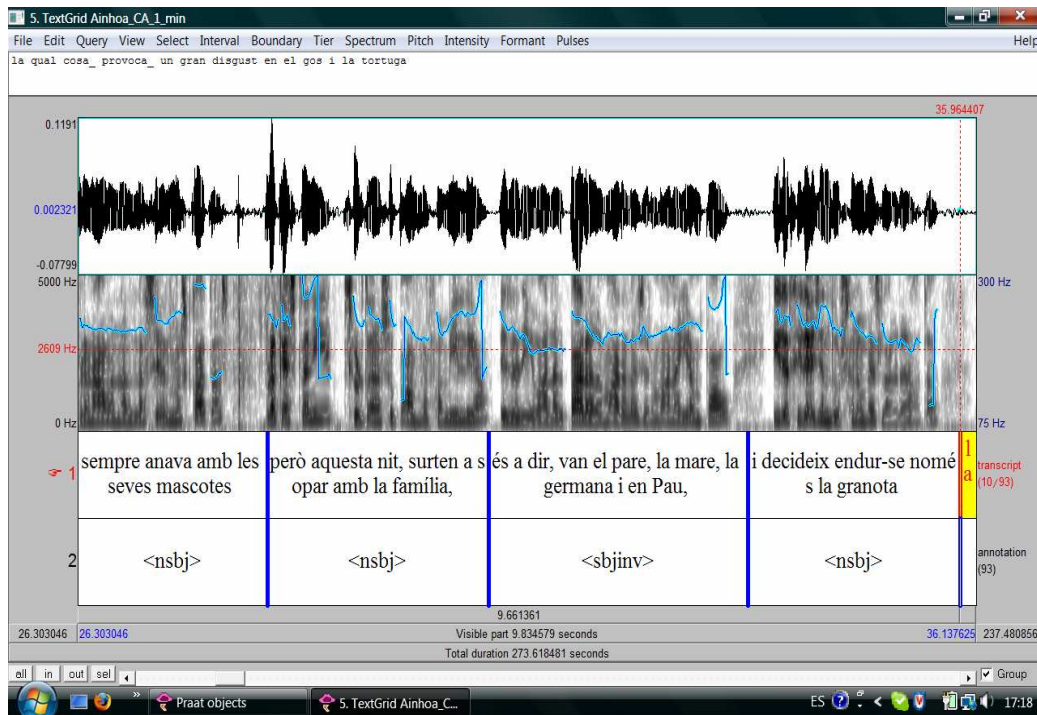 5. TextGrid Ainhoa_CA_1_min
File Edit Query View Select Interval Boundary Tier Spectrum Pitch Intensity Formant Pulses Help
la qual cosa_ provoca_ un gran disgust en el gos i la tortuga
35.964407
0.1191
0.002321
-0.07799
5000 Hz
300 Hz
2609 Hz
0 Hz
75 Hz
1
sempre anava amb les
seves mascotes
però aquesta nit, surten a s
opar amb la família,
és a dir, van el pare, la mare, la
germana i en Pau,
i decideix endur-se nomé
s la granota
l
a
transcript
(10/93)
2
<nsbj>
<nsbj>
<sbjinv>
<nsbj>
annotation
(93)
9.661361
26.303046 26.303046 Visible part 9.834579 seconds 36.137625 237.480856
Total duration 273.618481 seconds
all in out sel Group
» Praat objects 5. TextGrid Ainhoa_C... ES ? < 17:18